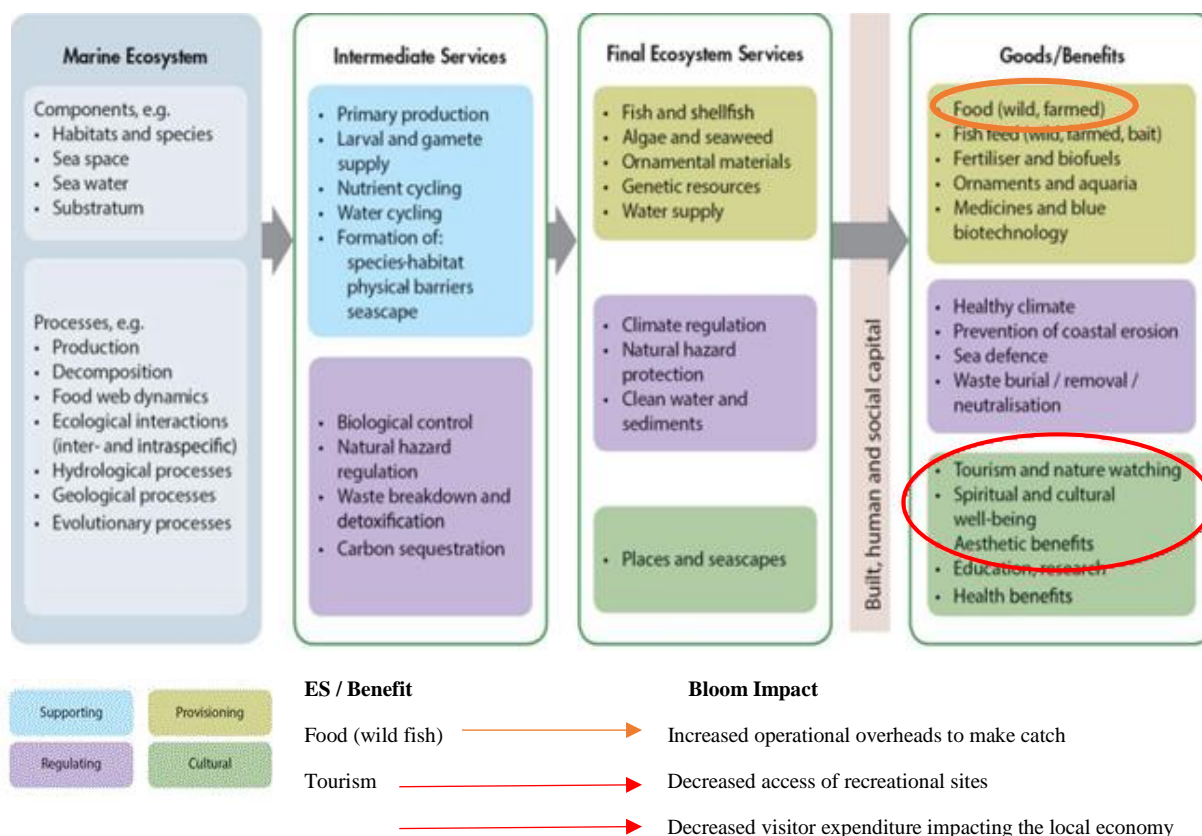 Marine Ecosystem
Components, e.g.
• Habitats and species
• Sea space
• Sea water
• Substratum
Processes, e.g.
• Production
• Decomposition
• Food web dynamics
• Ecological interactions
(inter- and intraspecific)
• Hydrological processes
• Geological processes
• Evolutionary processes
Intermediate Services
• Primary production
• Larval and gamete
supply
• Nutrient cycling
• Water cycling
• Formation of:
species-habitat
physical barriers
seascape
• Biological control
• Natural hazard
regulation
• Waste breakdown and
detoxification
• Carbon sequestration
Final Ecosystem Services
• Fish and shellfish
• Algae and seaweed
• Ornamental materials
• Genetic resources
• Water supply
• Climate regulation
• Natural hazard
protection
• Clean water and
sediments
• Places and seascapes
Built, human and social capital
Goods/Benefits
• Food (wild, farmed)
• Fish feed (wild, farmed, bait)
• Fertiliser and biofuels
• Ornaments and aquaria
• Medicines and blue
biotechnology
• Healthy climate
• Prevention of coastal erosion
• Sea defence
• Waste burial / removal /
neutralisation
• Tourism and nature watching
• Spiritual and cultural
well-being
Aesthetic benefits
• Education, research
• Health benefits
Supporting
Provisioning
Regulating
Cultural
ES / Benefit
Bloom Impact
Food (wild fish)
Increased operational overheads to make catch
Tourism
Decreased access of recreational sites
Decreased visitor expenditure impacting the local economy